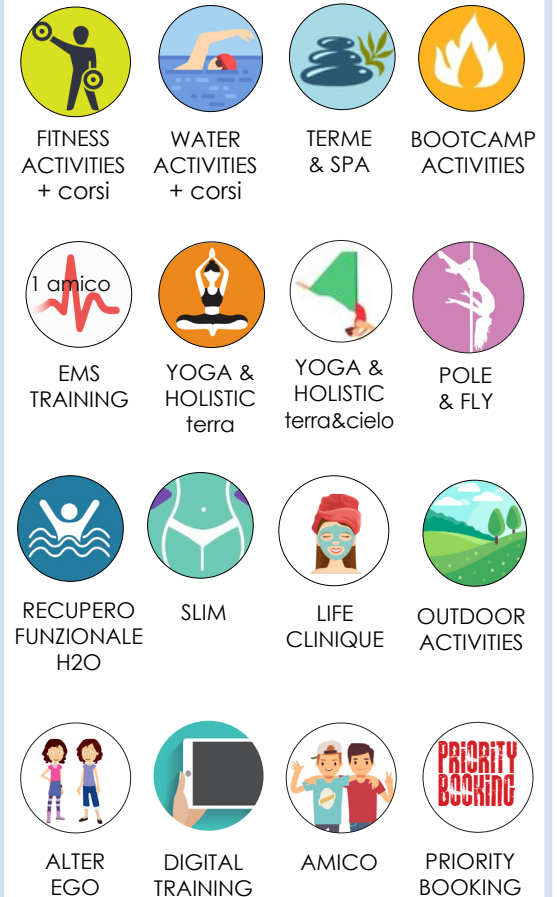 FITNESS
ACTIVITIES
+ corsi
WATER
ACTIVITIES
+ corsi
TERME
& SPA
BOOTCAMP
ACTIVITIES
1 amico
EMS
TRAINING
YOGA &
HOLISTIC
terra
YOGA &
HOLISTIC
terra&cielo
POLE
& FLY
RECUPERO
FUNZIONALE
H2O
SLIM
LIFE
CLINIQUE
OUTDOOR
ACTIVITIES
ALTER
EGO
DIGITAL
TRAINING
AMICO
PRIORITY
BOOKING
PRIORITY
BOOKING